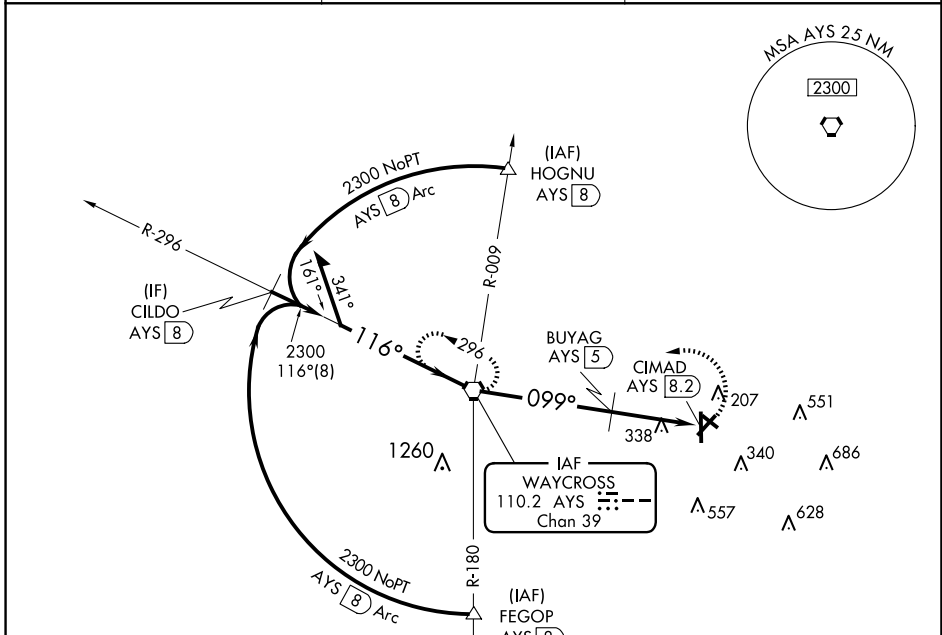 MSA AYS 25 NM
2300
(IAF)
HOGNU
AYS 8
2300 NoPT
AYS 8 Arc
R-296
R-009
(IF)
CILDO
AYS 8
161°
341°
2300
116°(8)
116°
296
BUYAG
AYS 5
CIMAD
AYS 8.2
099°
207
551
338
340
686
1260
557
628
IAF
WAYCROSS
110.2 AYS
Chan 39
R-180
2300 NoPT
AYS 8 Arc
(IAF)
FEGOP